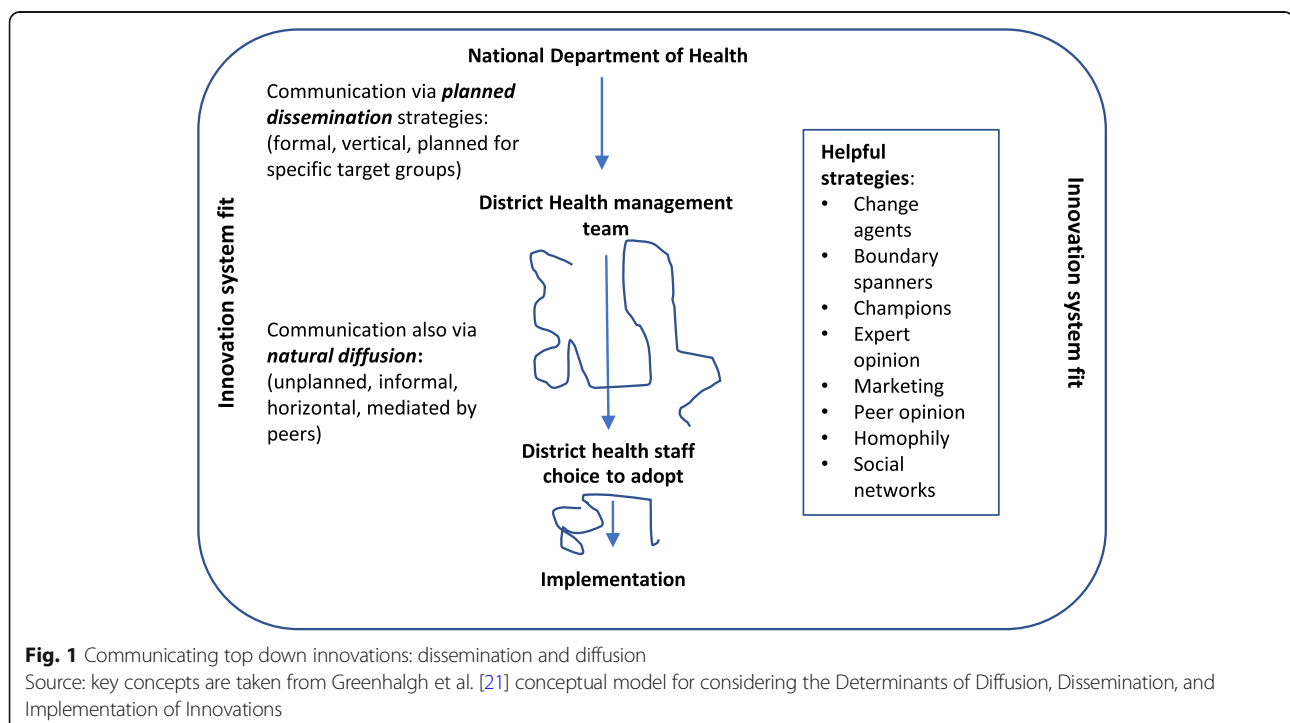 National Department of Health
Communication via planned
dissemination strategies:
(formal, vertical, planned for
specific target groups)
District Health management
team
Innovation system fit
Communication also via
natural diffusion:
(unplanned, informal,
horizontal, mediated by
peers)
District health staff
choice to adopt
Implementation
Helpful
strategies:
• Change
agents
• Boundary
spanners
• Champions
• Expert
opinion
• Marketing
• Peer opinion
• Homophily
• Social
networks
Innovation system fit
Fig. 1 Communicating top down innovations: dissemination and diffusion
Source: key concepts are taken from Greenhalgh et al. [21] conceptual model for considering the Determinants of Diffusion, Dissemination, and
Implementation of Innovations